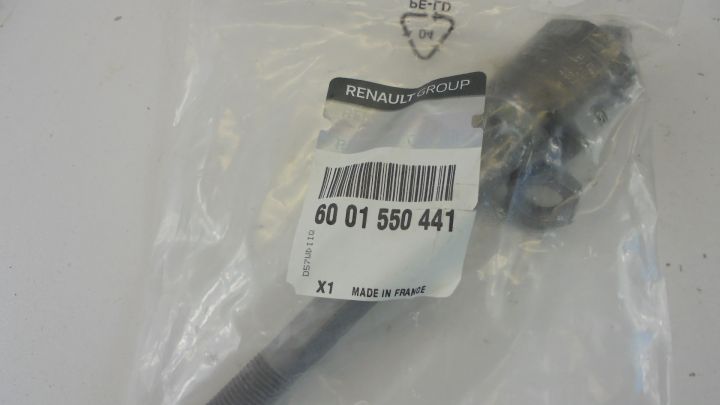 PE-LD
04
RENAULT GROUP
60 01 550 441
X1 MADE IN FRANCE